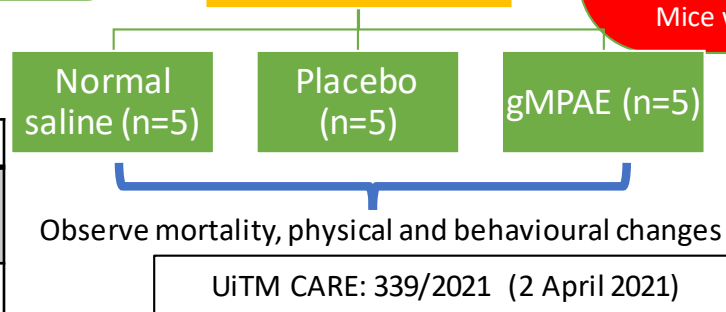 Mice
Normal
saline (n=5)
Placebo
(n=5)
gMPAE (n=5)
Observe mortality, physical and behavioural changes
UiTM CARE: 339/2021 (2 April 2021)